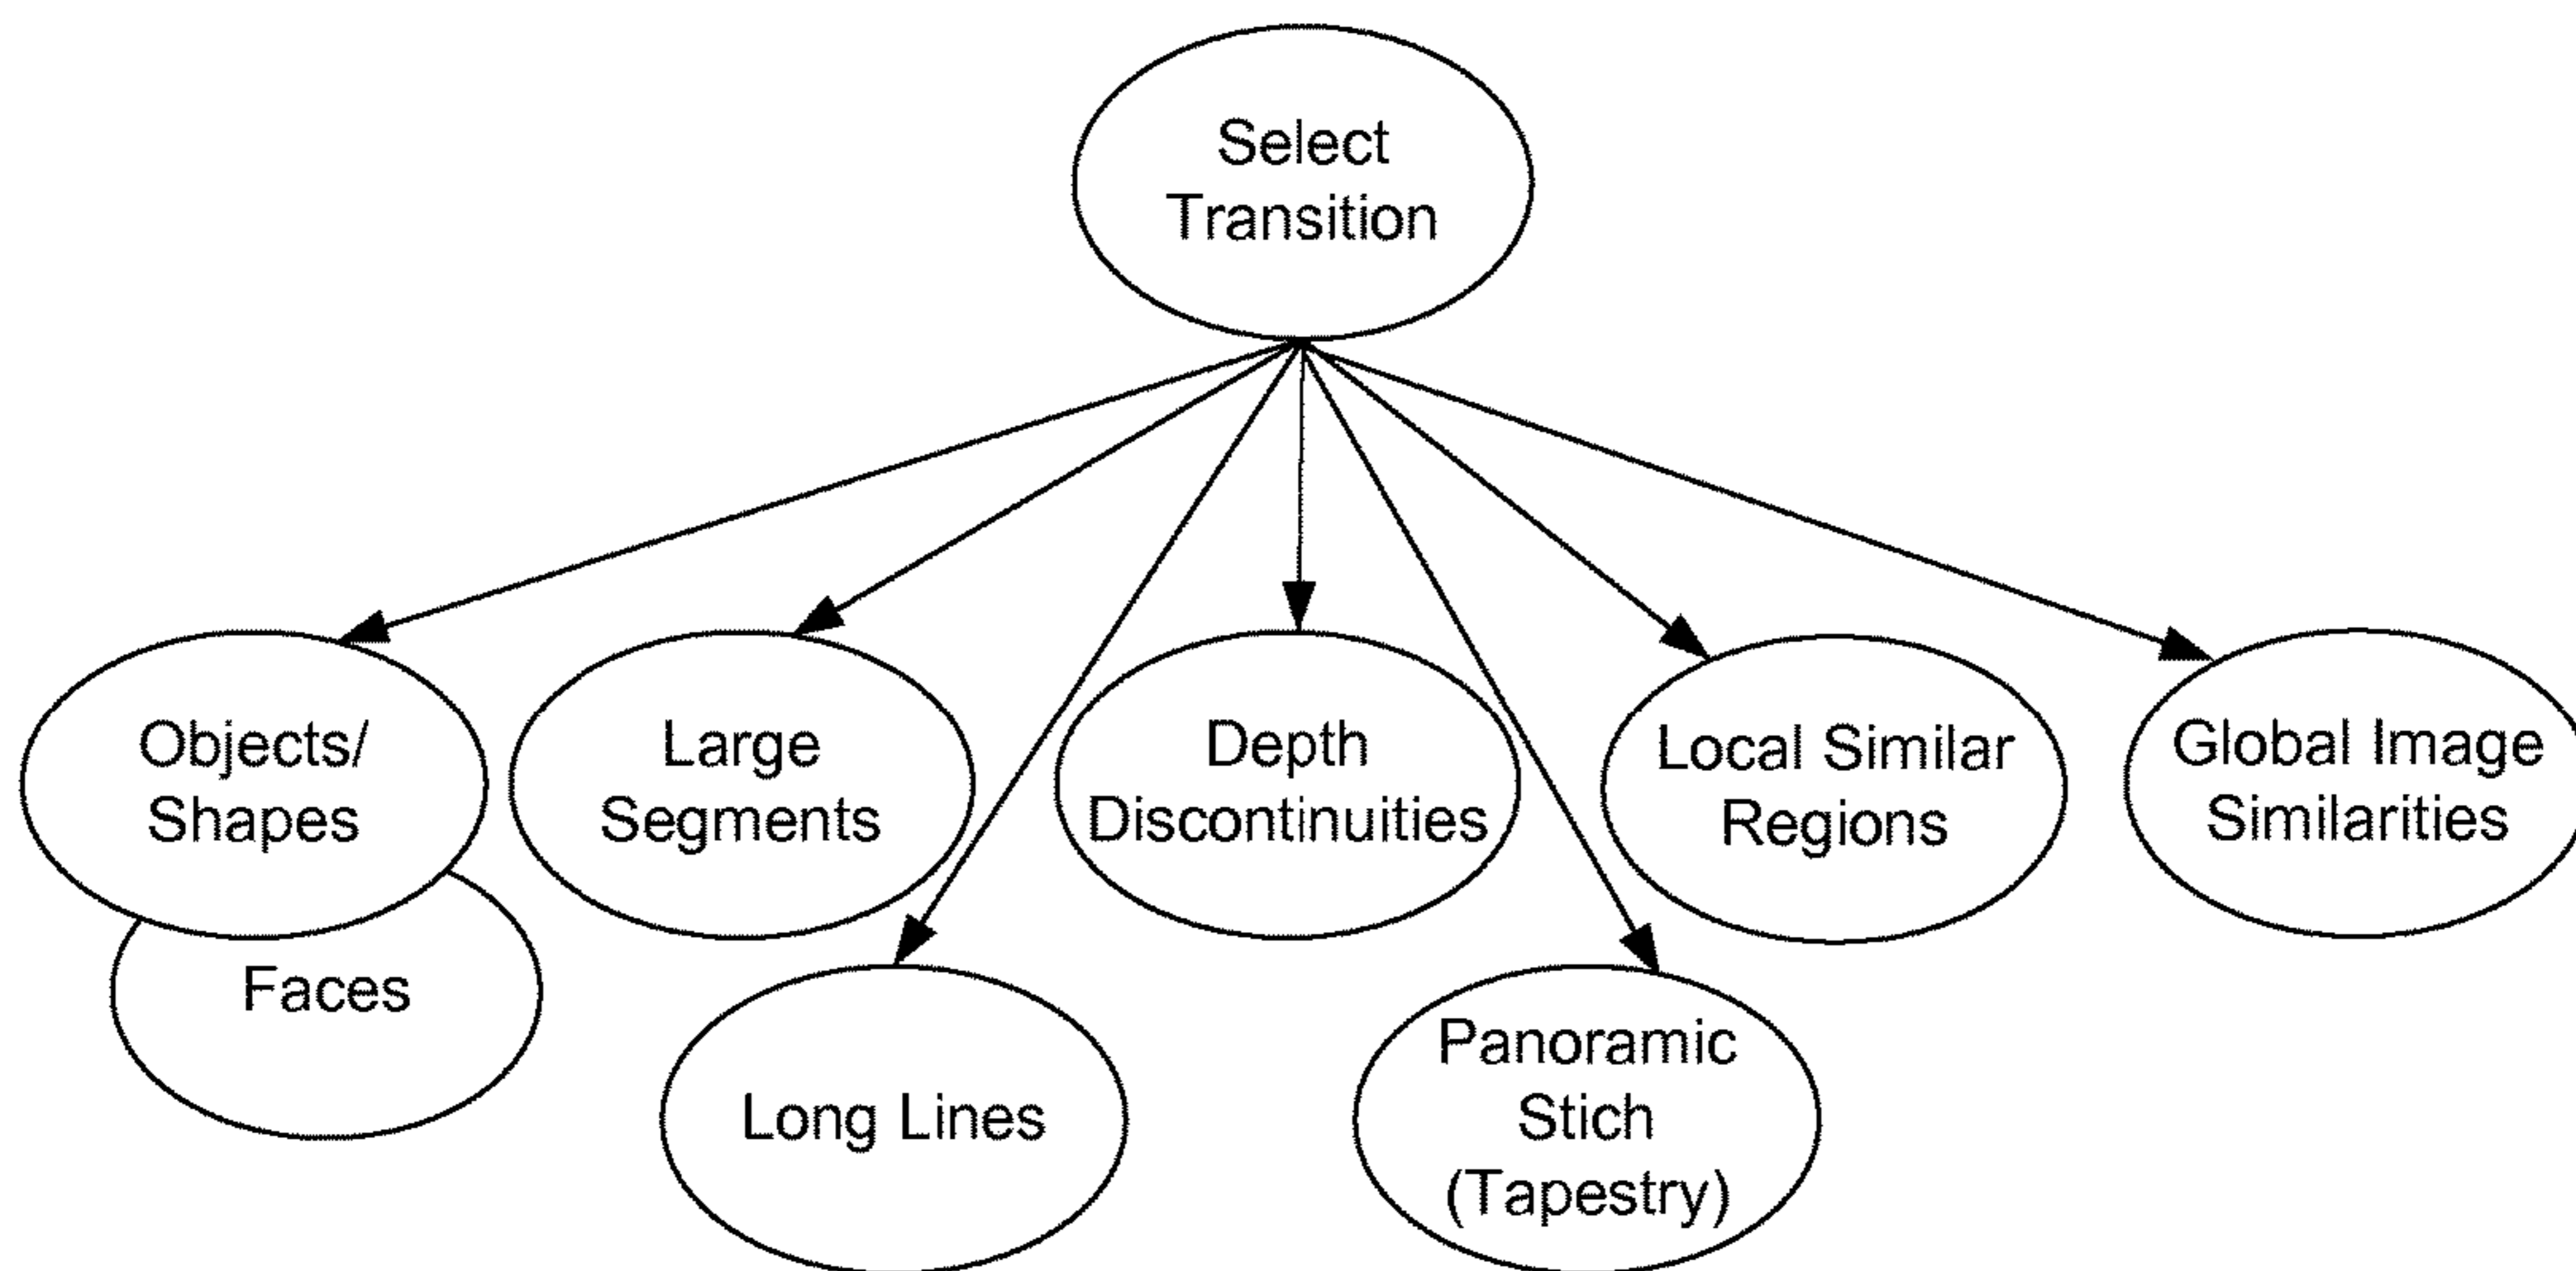 Select
Transition
Objects/
Shapes
Large
Segments
Depth
Discontinuities
Local Similar
Regions
Global Image
Similarities
Faces
Long Lines
Panoramic
Stich
(Tapestry)